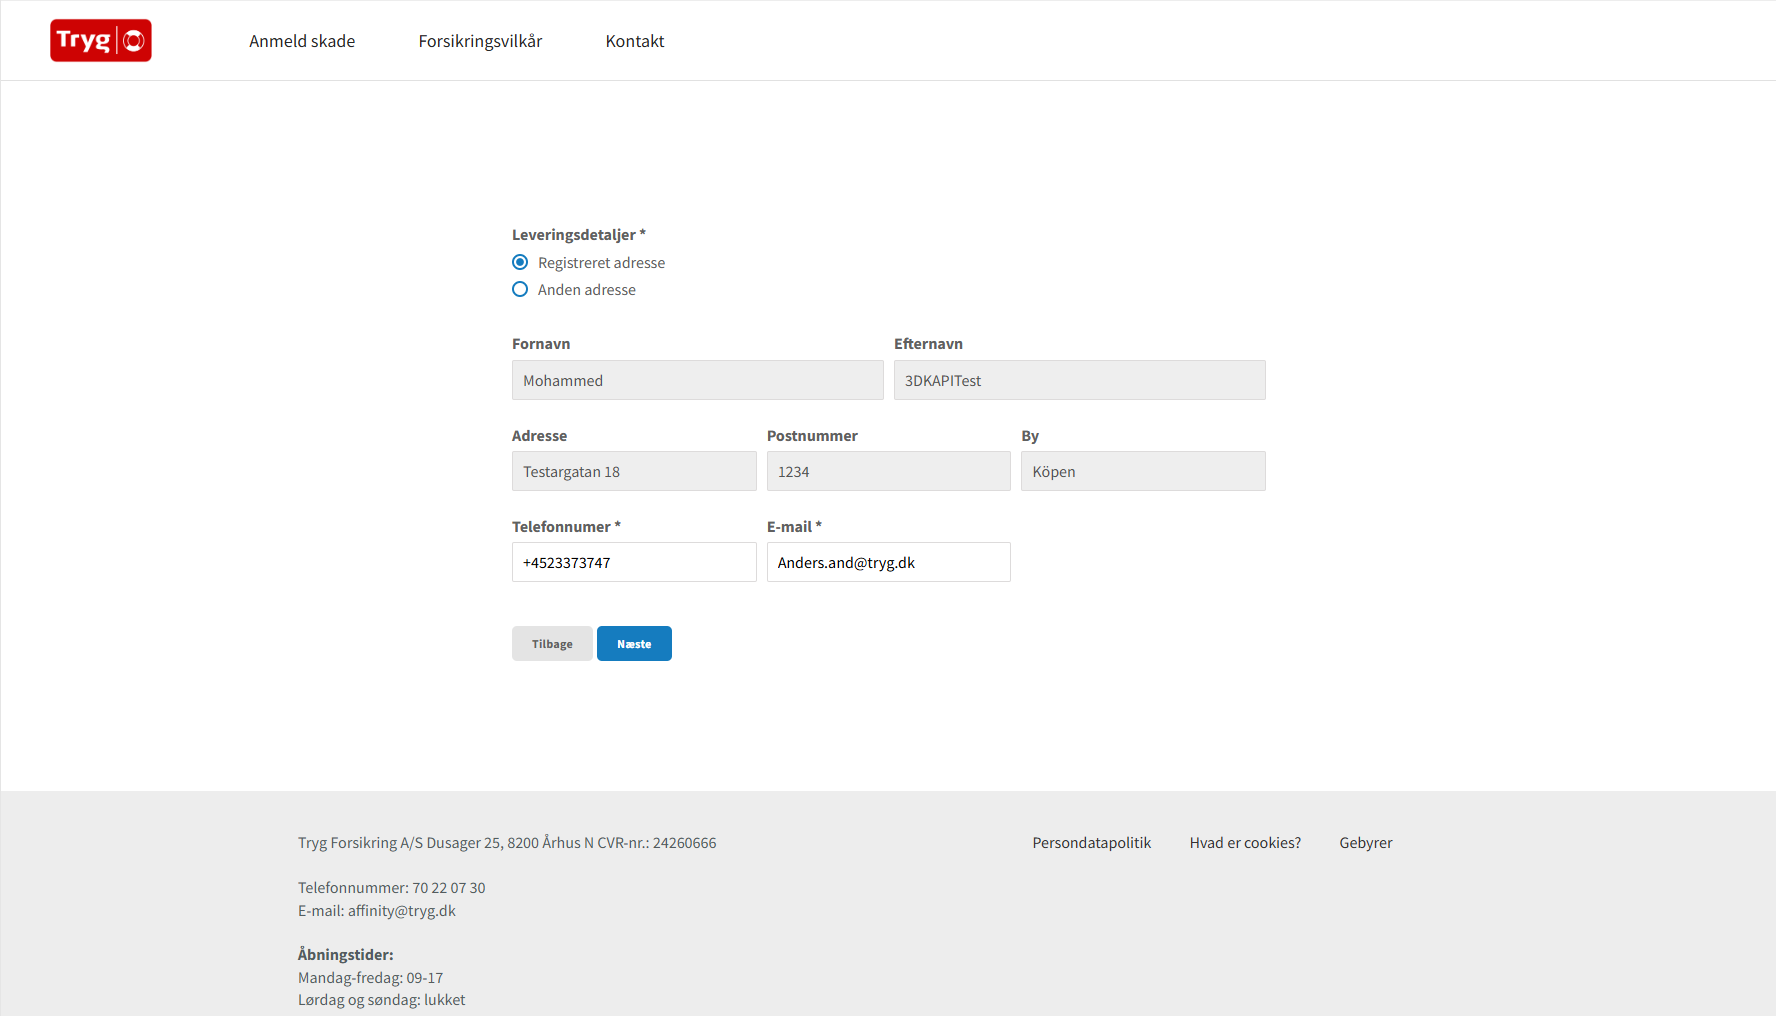 Tryg
Anmeld skade
Forsikringsvilkår
Kontakt
Leveringsdetaljer *
Registreret adresse
Anden adresse
Fornavn
Efternavn
Mohammed
3DKAPITest
Adresse
Postnummer
By
Testargatan 18
1234
Köpen
Telefonnumer *
E-mail *
+4523373747
Anders.and@tryg.dk
Tilbage
Næste
Tryg Forsikring A/S Dusager 25, 8200 Århus N CVR-nr.: 24260666
Persondatapolitik
Hvad er cookies?
Gebyrer
Telefonnummer: 70 22 07 30
E-mail: affinity@tryg.dk
Åbningstider:
Mandag-fredag: 09-17
Lørdag og søndag: lukket